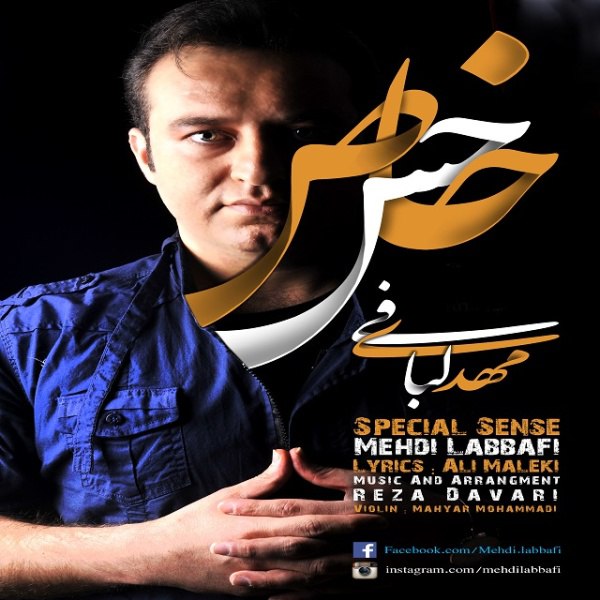 حس خاص
مهدی لبافی
SPECIAL SENSE
MEHDI LABBAFI
LYRICS : ALI MALEKI
MUSIC AND ARRANGMENT
REZA DAVARI
VIOLIN : MAHYAR MOHAMMADI
Facebook.com/Mehdi.labbafi
instagram.com/mehdilabbafi